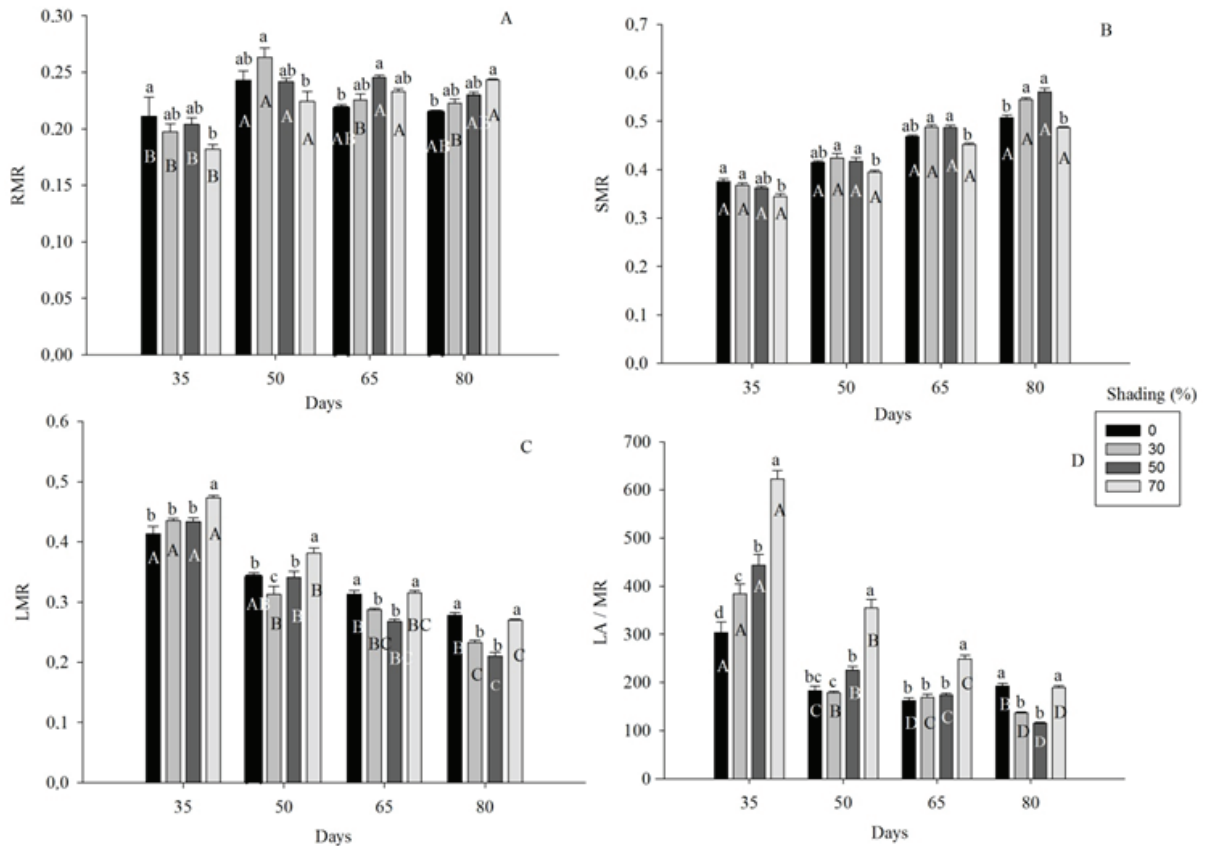 A
0,30
0,25
0,20
0,15
0,10
0,05
0,00
RMR
a ab ab b
B B B B
ab a ab b
A A A A
b ab a ab
AB B A A
b ab ab a
AB B AB A
35 50 65 80
Days
B
0,7
0,6
0,5
0,4
0,3
0,2
0,1
0,0
SMR
a a ab b
A A A A
ab a a b
A A A A
ab a a b
A A A A
b a a b
A A A A
35 50 65 80
Days
C
0,6
0,5
0,4
0,3
0,2
0,1
0,0
LMR
b b b a
A A A A
b c b a
AB B B B
a b b a
B BC BC BC
a b b a
B C C C
35 50 65 80
Days
Shading (%)
0
30
50
70
D
700
600
500
400
300
200
100
0
LA / MR
d c b a
A A A A
bc c b a
C B B B
b b b a
D C C C
a b b a
B D D D
35 50 65 80
Days